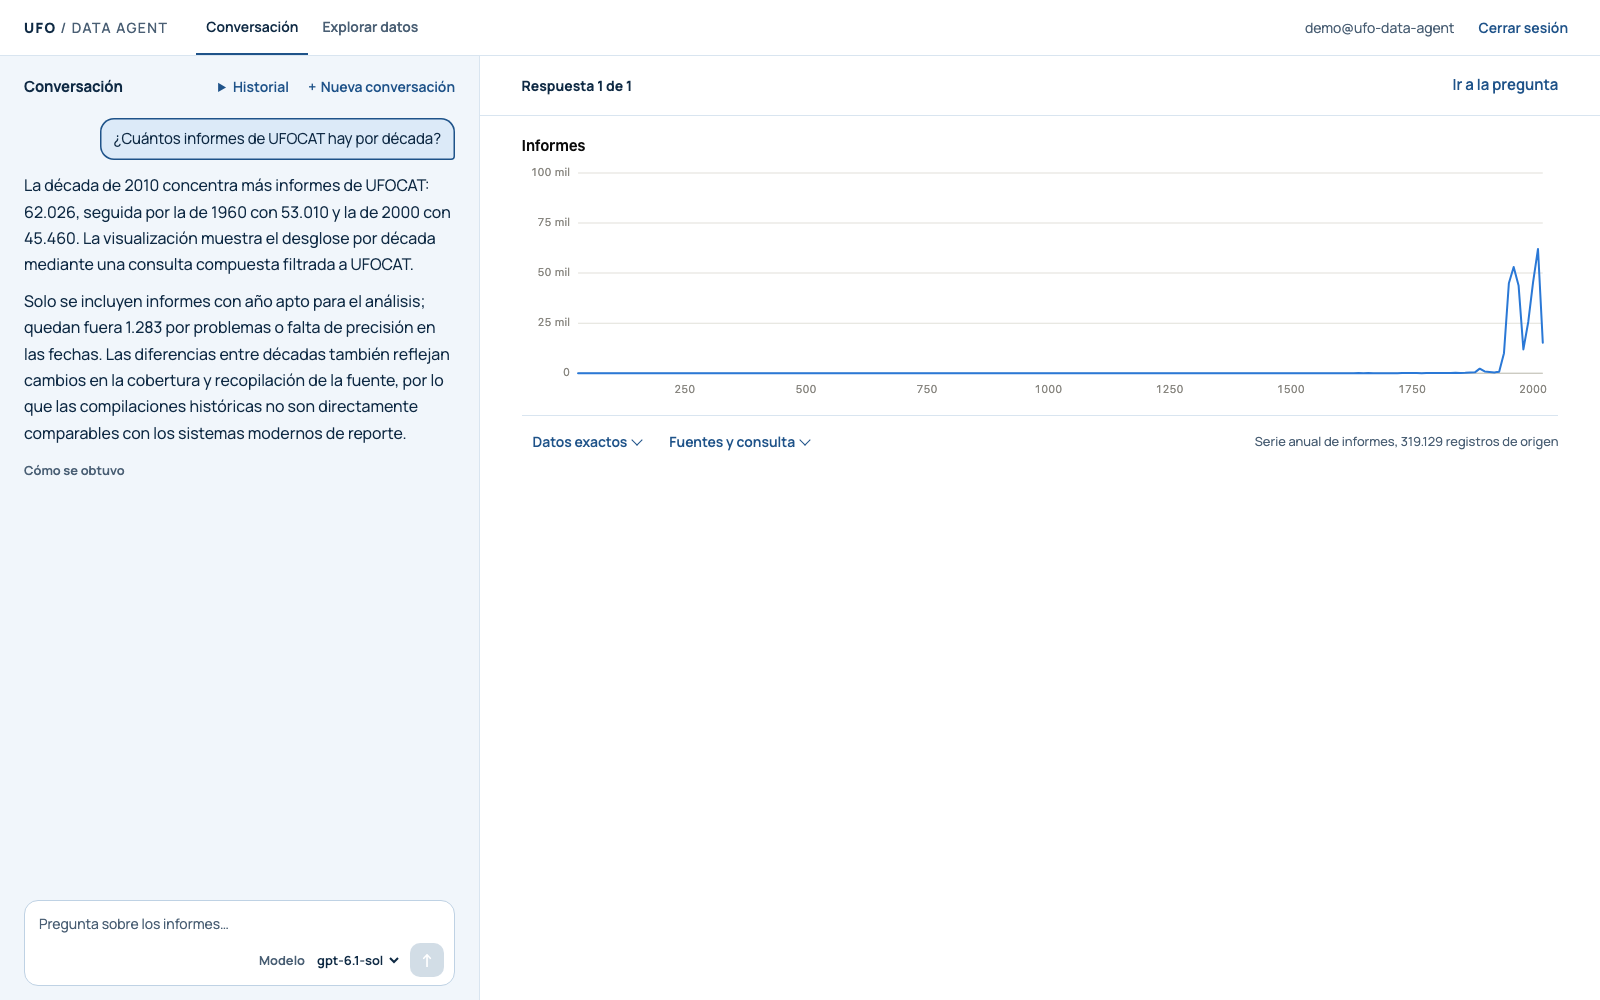 UFO / DATA AGENT
Conversación
Explorar datos
demo@ufo-data-agent
Cerrar sesión
Conversación
Historial
+ Nueva conversación
¿Cuántos informes de UFOCAT hay por década?
La década de 2010 concentra más informes de UFOCAT:
62.026, seguida por la de 1960 con 53.010 y la de 2000 con
45.460. La visualización muestra el desglose por década
mediante una consulta compuesta filtrada a UFOCAT.
Solo se incluyen informes con año apto para el análisis;
quedan fuera 1.283 por problemas o falta de precisión en
las fechas. Las diferencias entre décadas también reflejan
cambios en la cobertura y recopilación de la fuente, por lo
que las compilaciones históricas no son directamente
comparables con los sistemas modernos de reporte.
Cómo se obtuvo
Pregunta sobre los informes...
Modelo gpt-6.1-sol
Respuesta 1 de 1
Ir a la pregunta
Informes
100 mil
75 mil
50 mil
25 mil
0
250 500 750 1000 1250 1500 1750 2000
Datos exactos
Fuentes y consulta
Serie anual de informes, 319.129 registros de origen